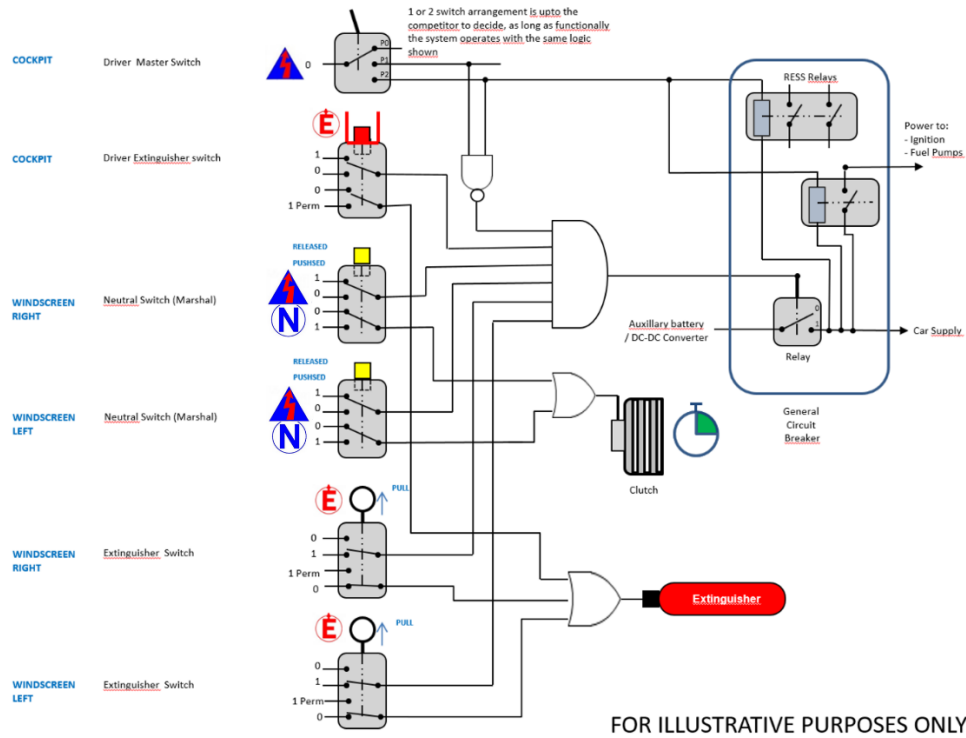 1 or 2 switch arrangement is upto the
competitor to decide, as long as functionally
the system operates with the same logic
shown
COCKPIT
Driver Master Switch
0
P0
P1
P2
RESS Relays
Power to:
- Ignition
- Fuel Pumps
E
COCKPIT
Driver Extinguisher switch
1
0
0
1 Perm
RELEASED
PUSHSED
WINDSCREEN
RIGHT
Neutral Switch (Marshal)
N
1
0
0
1
Auxillary battery
/ DC-DC Converter
0
1
Relay
Car Supply
RELEASED
PUSHSED
WINDSCREEN
LEFT
Neutral Switch (Marshal)
N
1
0
0
1
General
Circuit
Breaker
Clutch
E
PULL
WINDSCREEN
RIGHT
Extinguisher Switch
0
1
1 Perm
0
Extinguisher
E
PULL
WINDSCREEN
LEFT
Extinguisher Switch
0
1
1 Perm
0
FOR ILLUSTRATIVE PURPOSES ONLY